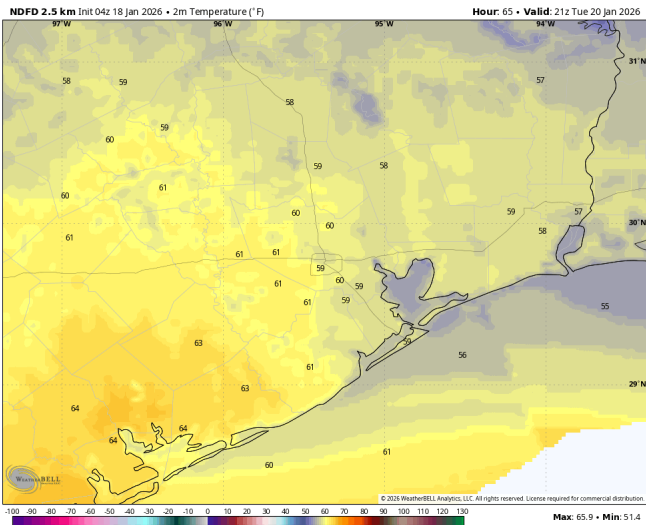 NDFD 2.5 km Init 04z 18 Jan 2026 • 2m Temperature (°F)
Hour: 65 • Valid: 21z Tue 20 Jan 2026
97°W 96°W 95°W 94°W
31°N
58 59 57
58
59
60
59 58
60 61
59 57
60
60 30°N
58
61
61 61
59
61 60 59
61 59
55
63 59
56
61
29°N
63
64
64
64
61
60
WEATHERBELL
© 2026 WeatherBELL Analytics, LLC. All rights reserved. License required for commercial distribution.
-100 -90 -80 -70 -60 -50 -40 -30 -20 -10 0 10 20 30 40 50 60 70 80 90 100 110 120 130
Max: 65.9 • Min: 51.4